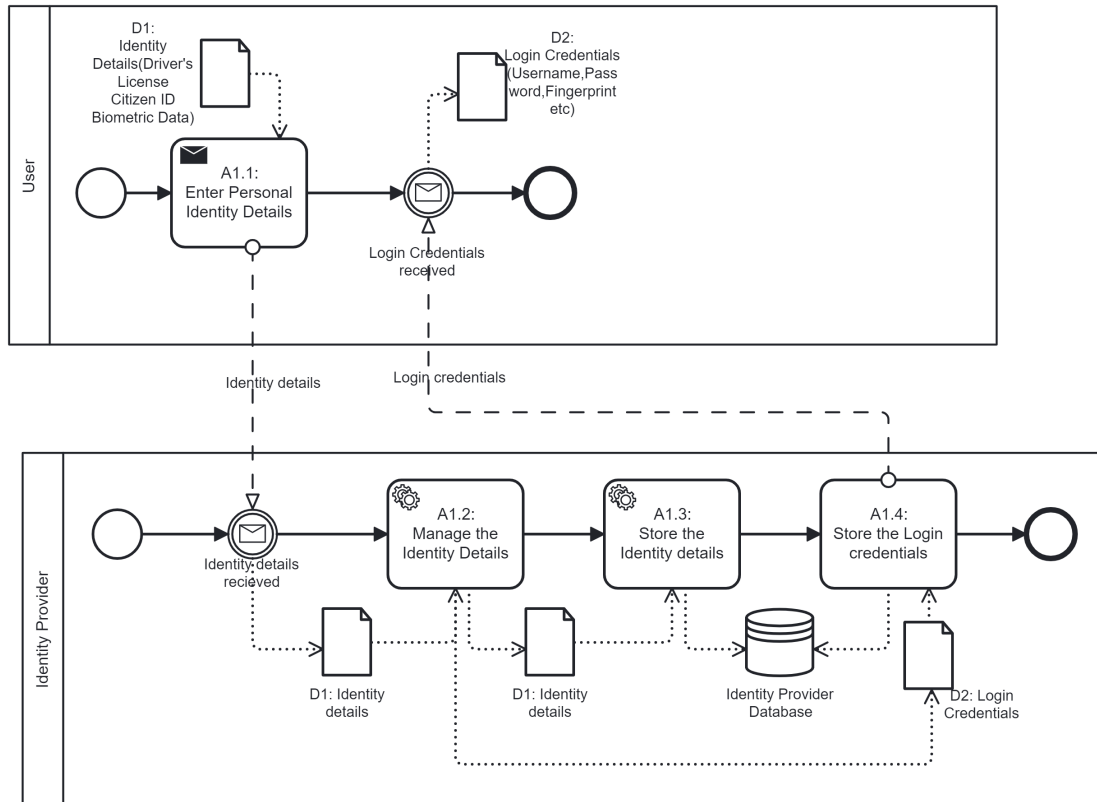 User
D1:
Identity
Details(Driver's
License
Citizen ID
Biometric Data)
D2:
Login Credentials
(Username,Pass
word,Fingerprint
etc)
A1.1:
Enter Personal
Identity Details
Login Credentials
received
Identity details
Login credentials
Identity Provider
Identity details
recieved
A1.2:
Manage the
Identity Details
A1.3:
Store the
Identity details
A1.4:
Store the Login
credentials
D1: Identity
details
D1: Identity
details
Identity Provider
Database
D2: Login
Credentials